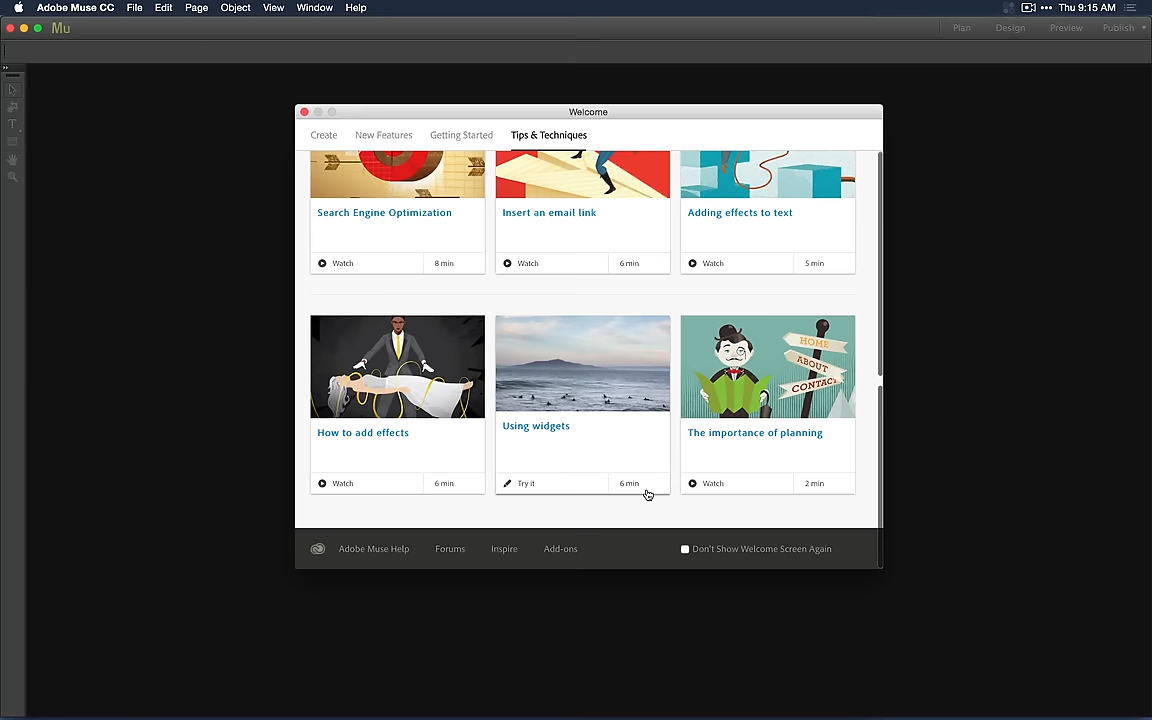 Adobe Muse CC File Edit Page Object View Window Help Thu 9:15 AM
Mu Plan Design Preview Publish
T
Welcome
Create New Features Getting Started Tips & Techniques
Search Engine Optimization Insert an email link Adding effects to text
Watch 8 min Watch 6 min Watch 5 min
HOME
ABOUT
CONTACT
How to add effects Using widgets The importance of planning
Watch 6 min Try it 6 min Watch 2 min
Adobe Muse Help Forums Inspire Add-ons Don't Show Welcome Screen Again